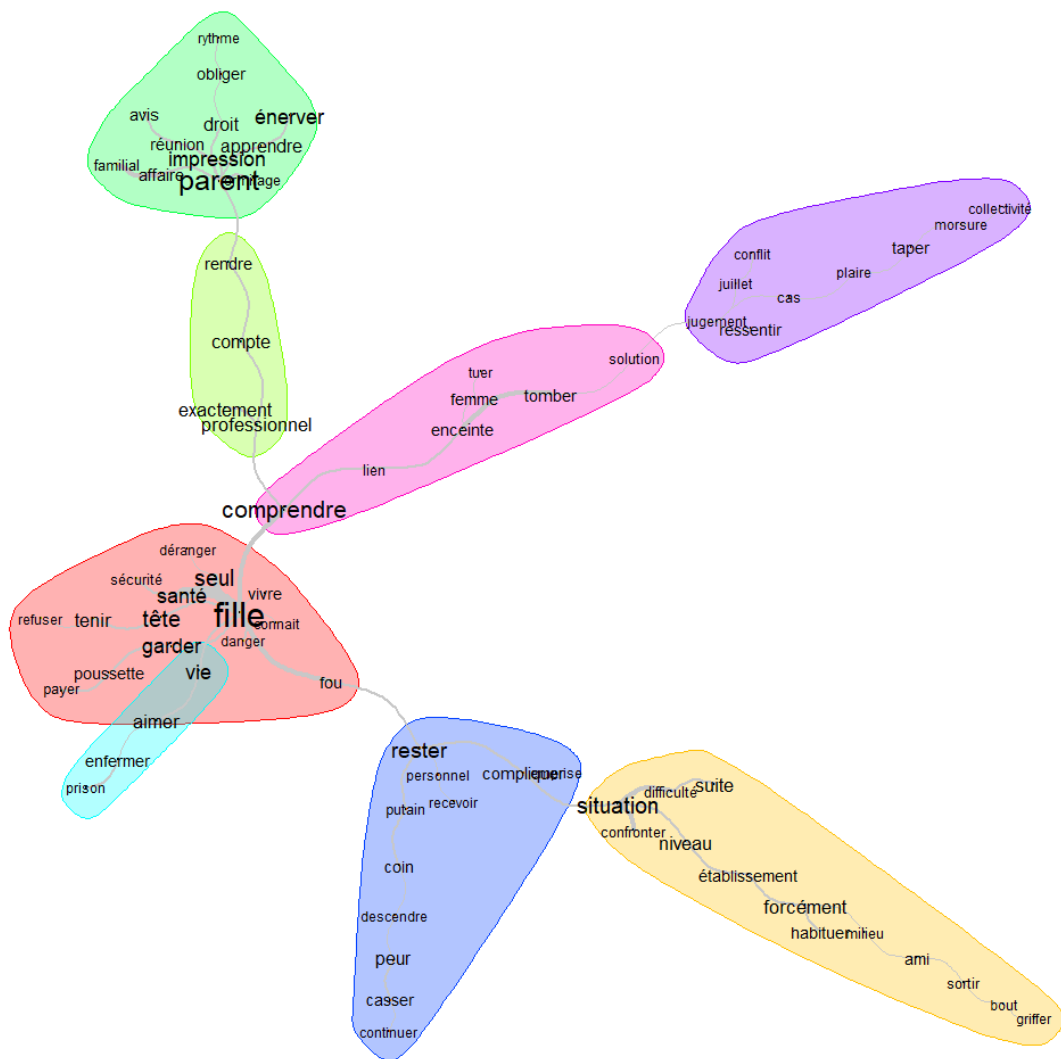 rythme
obliger
avis
droit
énerver
réunion
apprendre
impression
familial
affaire
parent
rendre
compte
exactement
professionnel
collectivité
morsure
taper
conflit
plaire
juillet
cas
jugement
ressentir
solution
tuer
femme
tomber
enceinte
lien
comprendre
déranger
sécurité
seul
santé
vivre
refuser
tenir
tête
fille
connait
danger
garder
poussette
vie
payer
fou
aimer
enfermer
prison
rester
personnel
compliquer
emprise
putain
recevoir
coin
descendre
peur
casser
continuer
situation
difficulté
suite
confronter
niveau
établissement
forcément
habituer
milieu
ami
sortir
bout
griffer